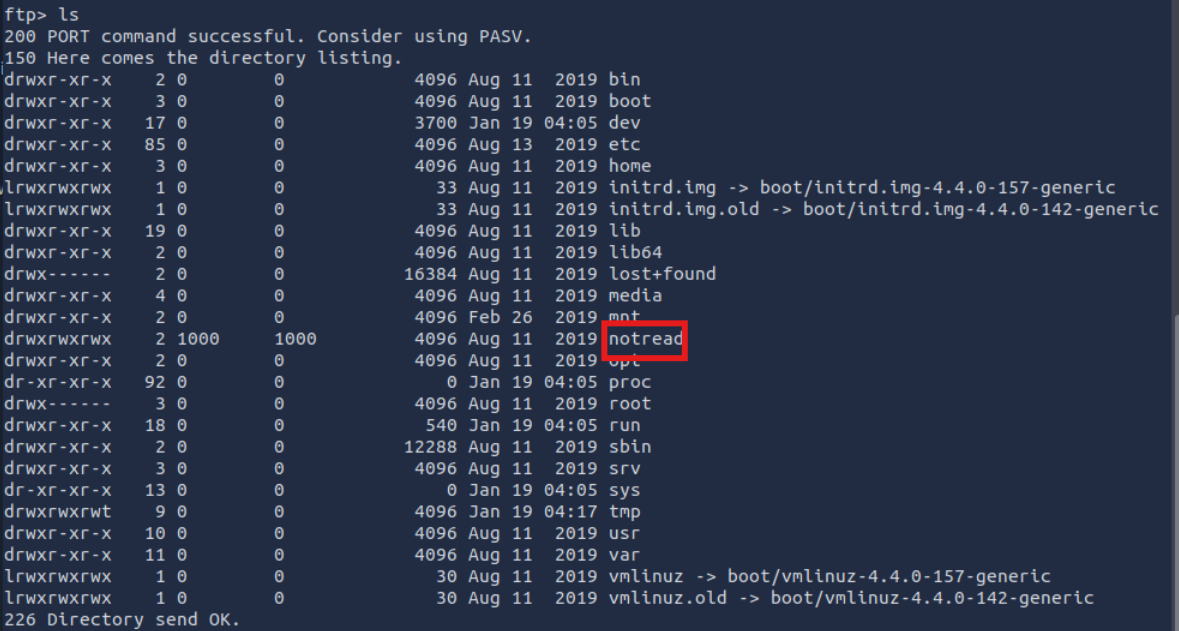 ftp> ls
200 PORT command successful. Consider using PASV.
150 Here comes the directory listing.
drwxr-xr-x    2 0        0            4096 Aug 11  2019 bin
drwxr-xr-x    3 0        0            4096 Aug 11  2019 boot
drwxr-xr-x   17 0        0            3700 Jan 19 04:05 dev
drwxr-xr-x   85 0        0            4096 Aug 13  2019 etc
drwxr-xr-x    3 0        0            4096 Aug 11  2019 home
lrwxrwxrwx    1 0        0              33 Aug 11  2019 initrd.img -> boot/initrd.img-4.4.0-157-generic
lrwxrwxrwx    1 0        0              33 Aug 11  2019 initrd.img.old -> boot/initrd.img-4.4.0-142-generic
drwxr-xr-x   19 0        0            4096 Aug 11  2019 lib
drwxr-xr-x    2 0        0            4096 Aug 11  2019 lib64
drwx------    2 0        0           16384 Aug 11  2019 lost+found
drwxr-xr-x    4 0        0            4096 Aug 11  2019 media
drwxr-xr-x    2 0        0            4096 Feb 26  2019 mnt
drwxrwxrwx    2 1000     1000         4096 Aug 11  2019 notread
drwxr-xr-x    2 0        0            4096 Aug 11  2019 opt
dr-xr-xr-x   92 0        0               0 Jan 19 04:05 proc
drwx------    3 0        0            4096 Aug 11  2019 root
drwxr-xr-x   18 0        0             540 Jan 19 04:05 run
drwxr-xr-x    2 0        0           12288 Aug 11  2019 sbin
drwxr-xr-x    3 0        0            4096 Aug 11  2019 srv
dr-xr-xr-x   13 0        0               0 Jan 19 04:05 sys
drwxrwxrwt    9 0        0            4096 Jan 19 04:17 tmp
drwxr-xr-x   10 0        0            4096 Aug 11  2019 usr
drwxr-xr-x   11 0        0            4096 Aug 11  2019 var
lrwxrwxrwx    1 0        0              30 Aug 11  2019 vmlinuz -> boot/vmlinuz-4.4.0-157-generic
lrwxrwxrwx    1 0        0              30 Aug 11  2019 vmlinuz.old -> boot/vmlinuz-4.4.0-142-generic
226 Directory send OK.